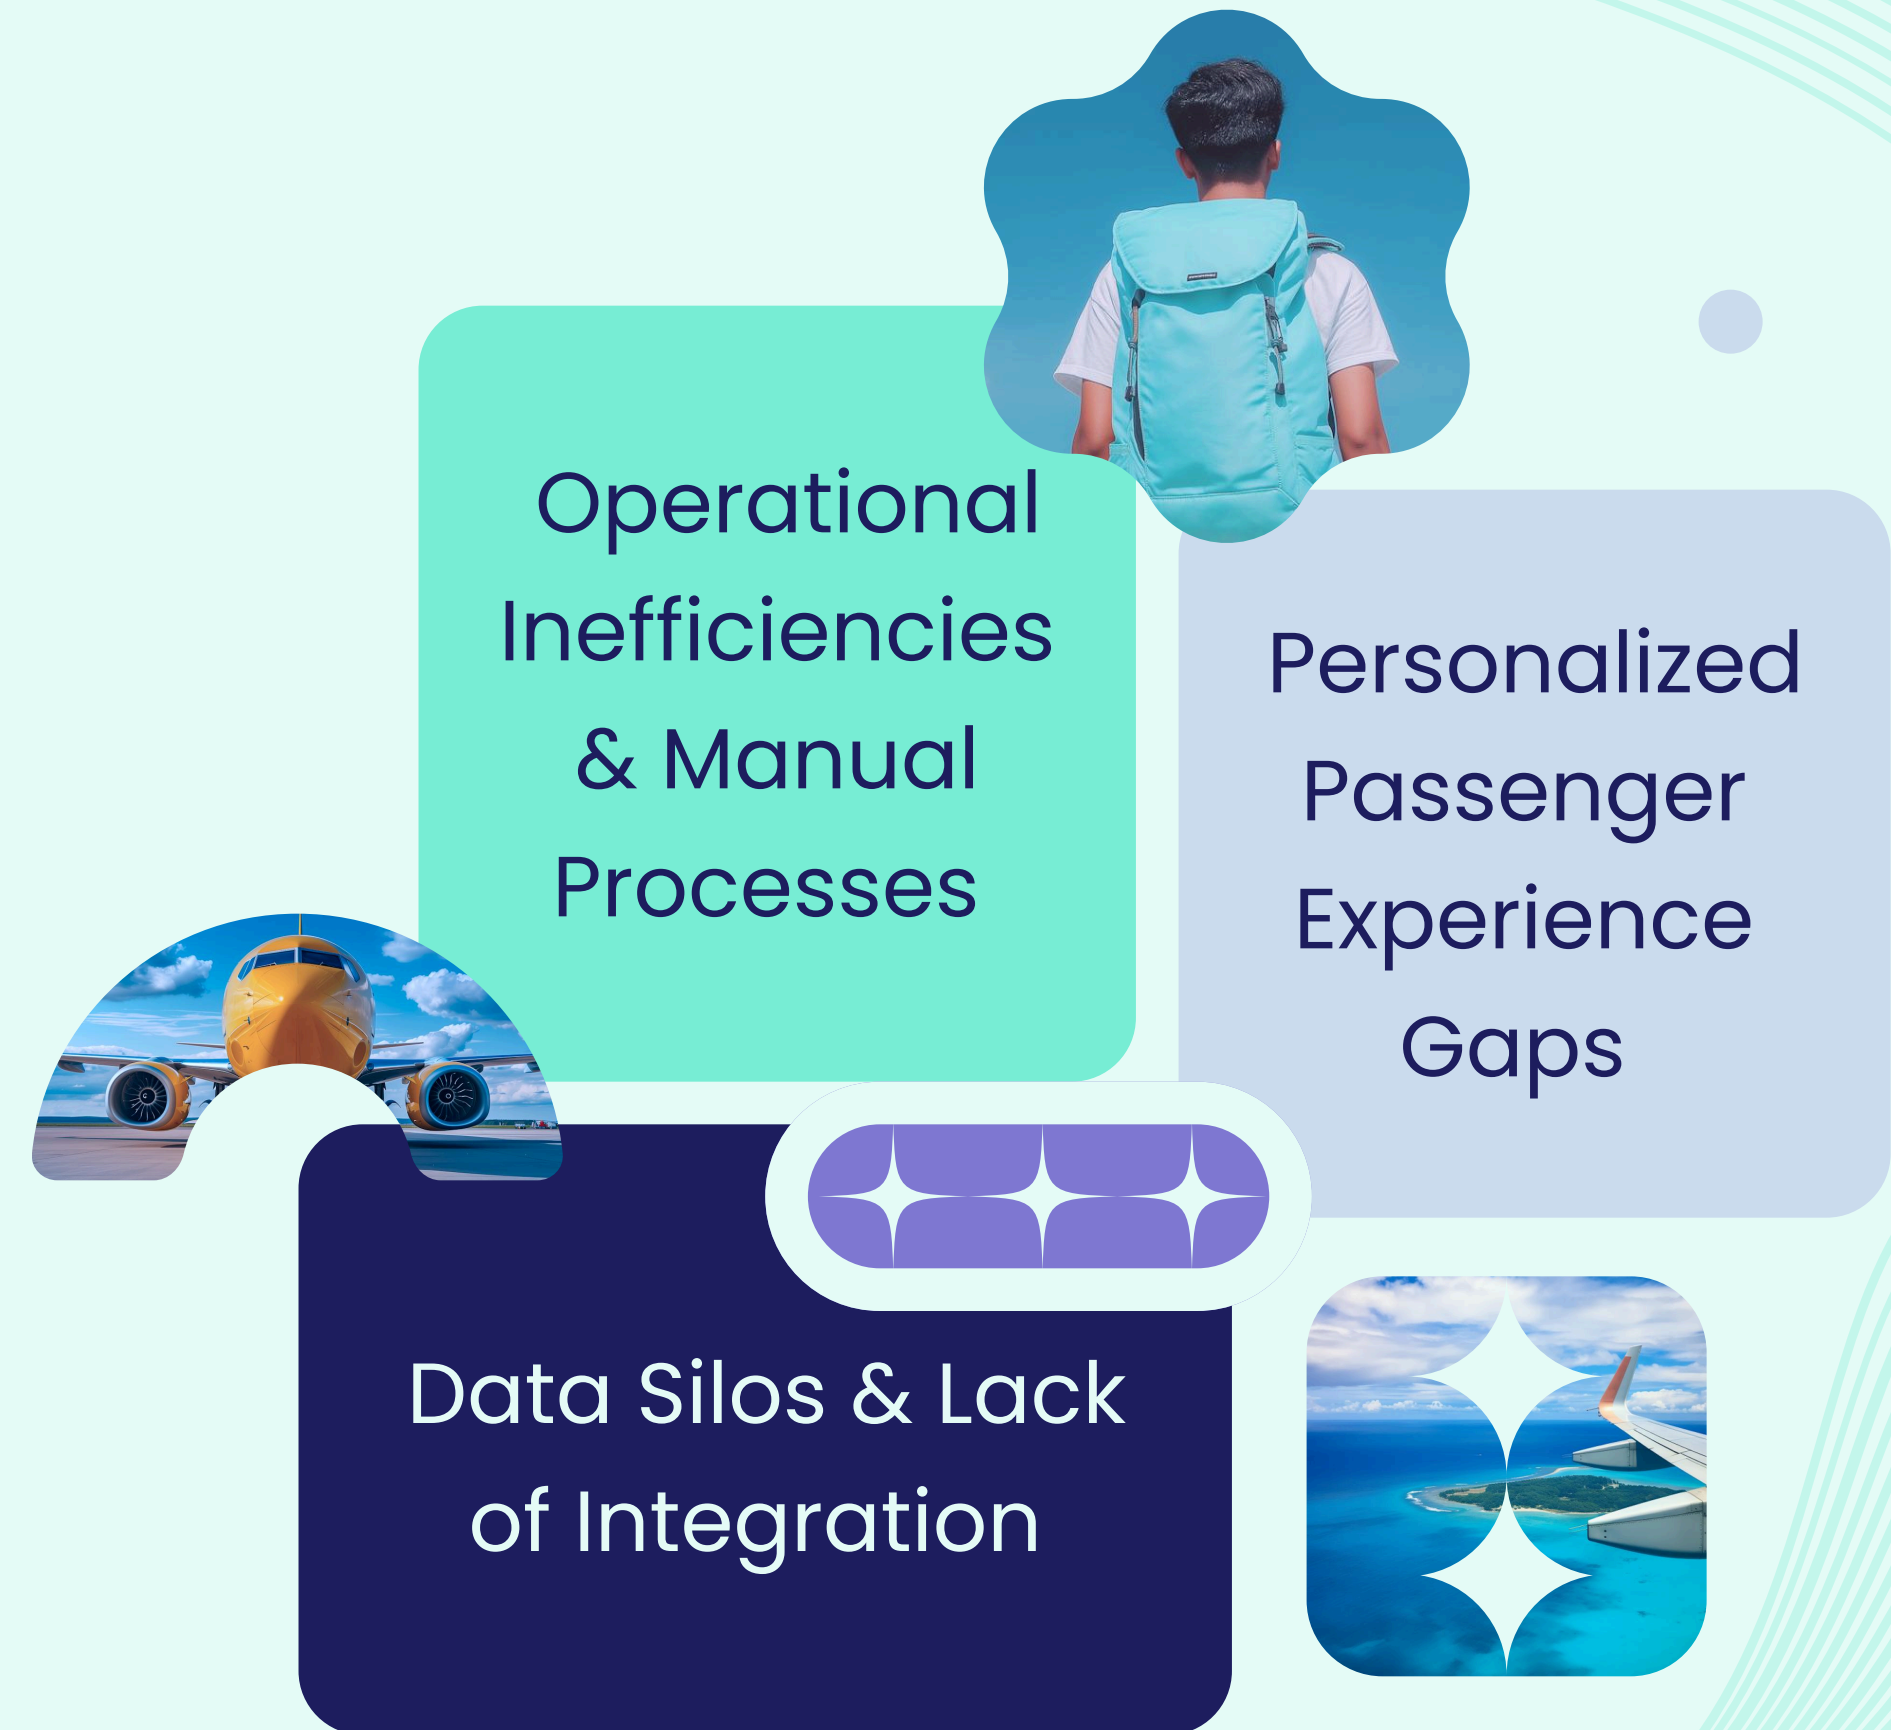 Operational
Inefficiencies
& Manual
Processes
Personalized
Passenger
Experience
Gaps
Data Silos & Lack
of Integration